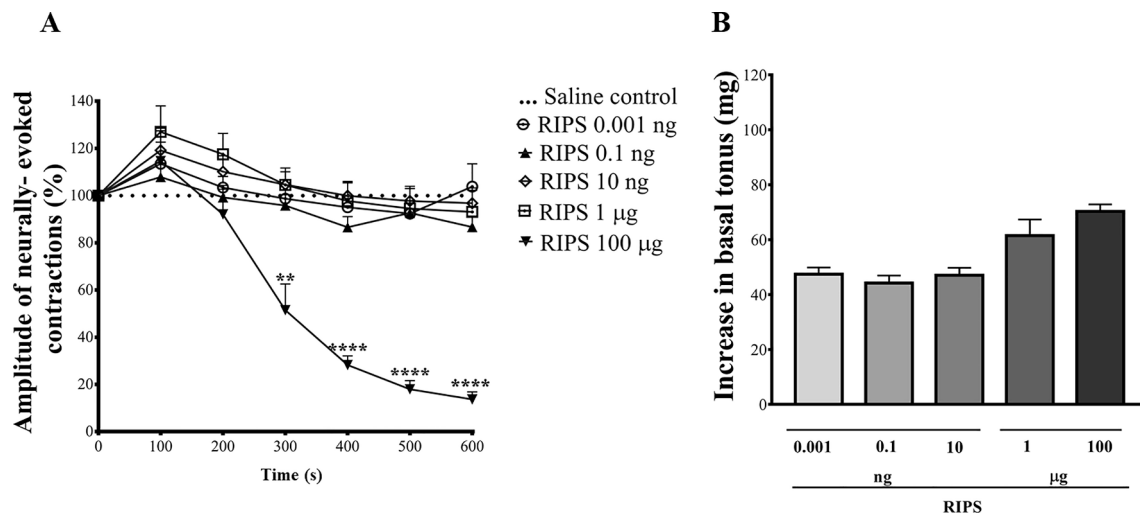 A
B
Amplitude of neurally- evoked
contractions (%)
140
120
100
80
60
40
20
0
**
****
****
****
0 100 200 300 400 500 600
Time (s)
... Saline control
RIPS 0.001 ng
RIPS 0.1 ng
RIPS 10 ng
RIPS 1 μg
RIPS 100 μg
Increase in basal tonus (mg)
120
100
80
60
40
20
0
0.001 0.1 10 1 100
ng μg
RIPS